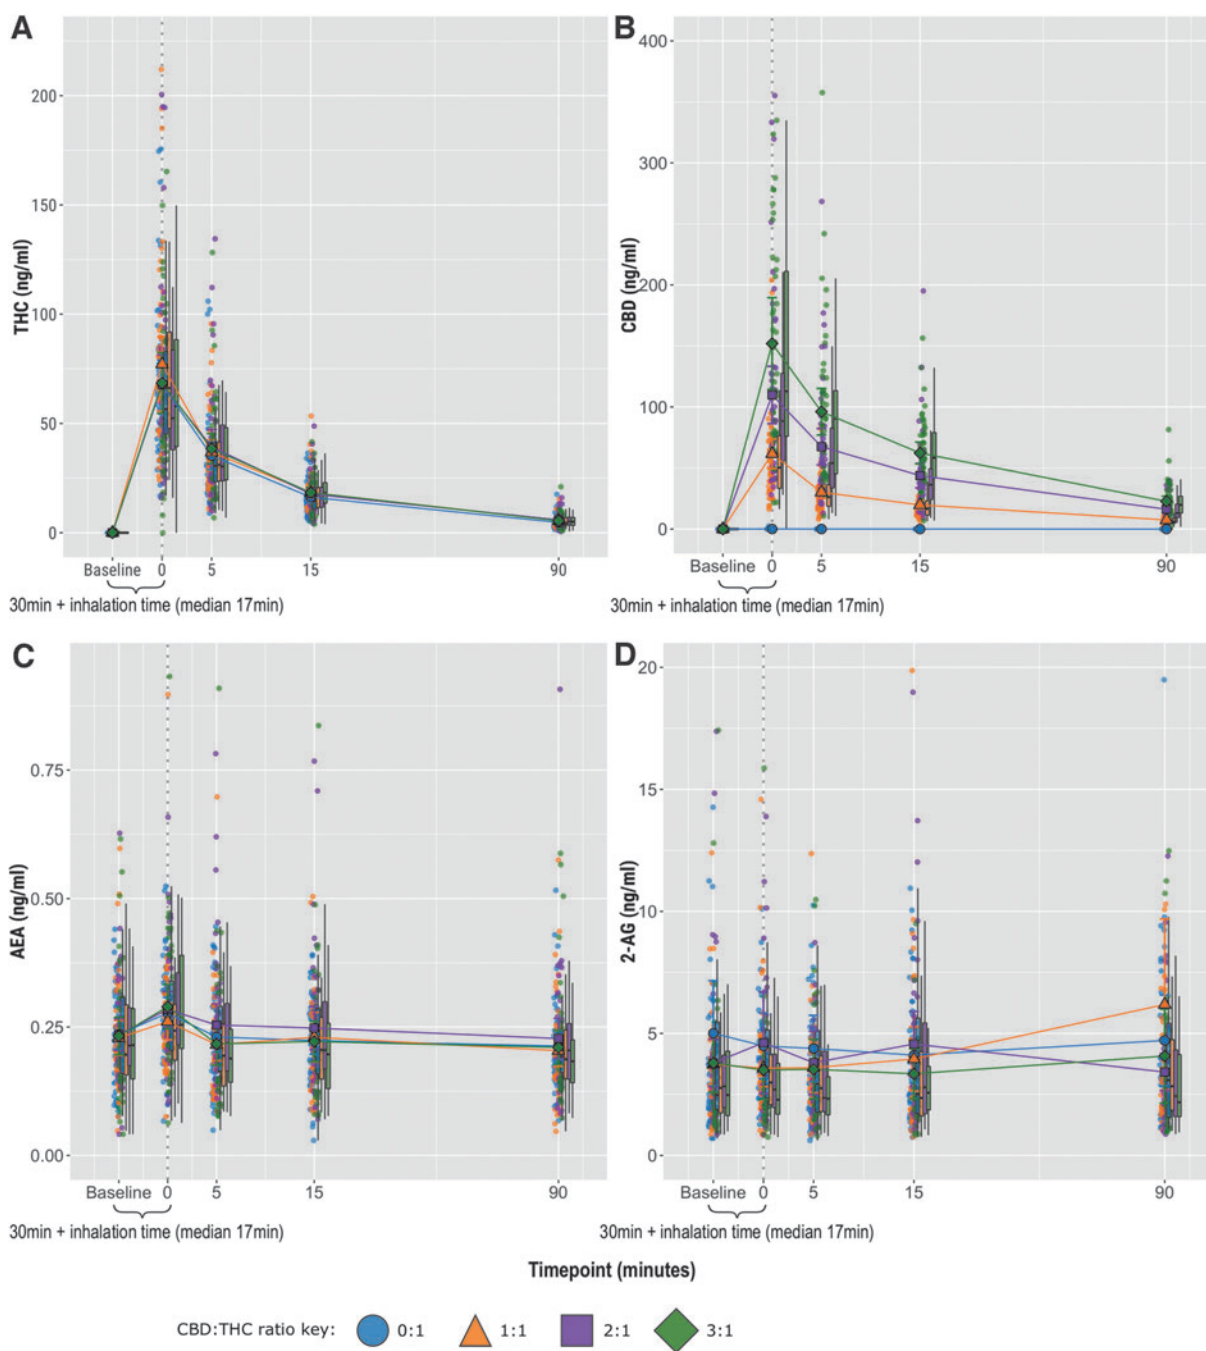 A
B
200
150
100
50
0
THC (ng/ml)
Baseline 0 5 15 90
30min + inhalation time (median 17min)
400
300
200
100
0
CBD (ng/ml)
Baseline 0 5 15 90
30min + inhalation time (median 17min)
C
D
0.75
0.50
0.25
0.00
AEA (ng/ml)
Baseline 0 5 15 90
30min + inhalation time (median 17min)
20
15
10
5
0
2-AG (ng/ml)
Baseline 0 5 15 90
30min + inhalation time (median 17min)
Timepoint (minutes)
CBD:THC ratio key: 0:1 1:1 2:1 3:1